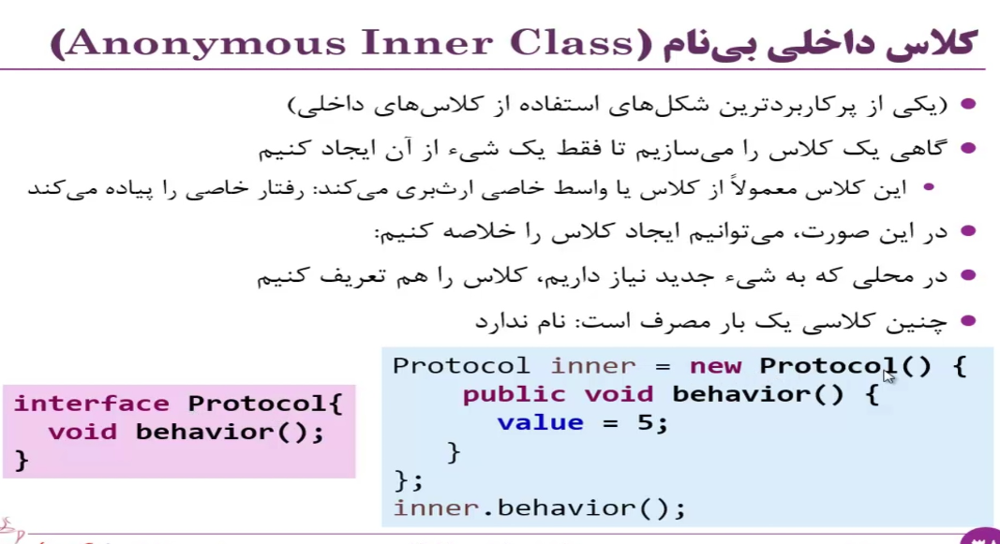 کلاس داخلی بی‌نام (Anonymous Inner Class)
(یکی از پرکاربردترین شکل‌های استفاده از کلاس‌های داخلی)
گاهی یک کلاس را می‌سازیم تا فقط یک شیء از آن ایجاد کنیم
این کلاس معمولاً از کلاس یا واسط خاصی ارث‌بری می‌کند: رفتار خاصی را پیاده می‌کند
در این صورت، می‌توانیم ایجاد کلاس را خلاصه کنیم:
در محلی که به شیء جدید نیاز داریم، کلاس را هم تعریف کنیم
چنین کلاسی یک بار مصرف است: نام ندارد
interface Protocol{
void behavior();
}
Protocol inner = new Protocol() {
public void behavior() {
value = 5;
}
};
inner.behavior();